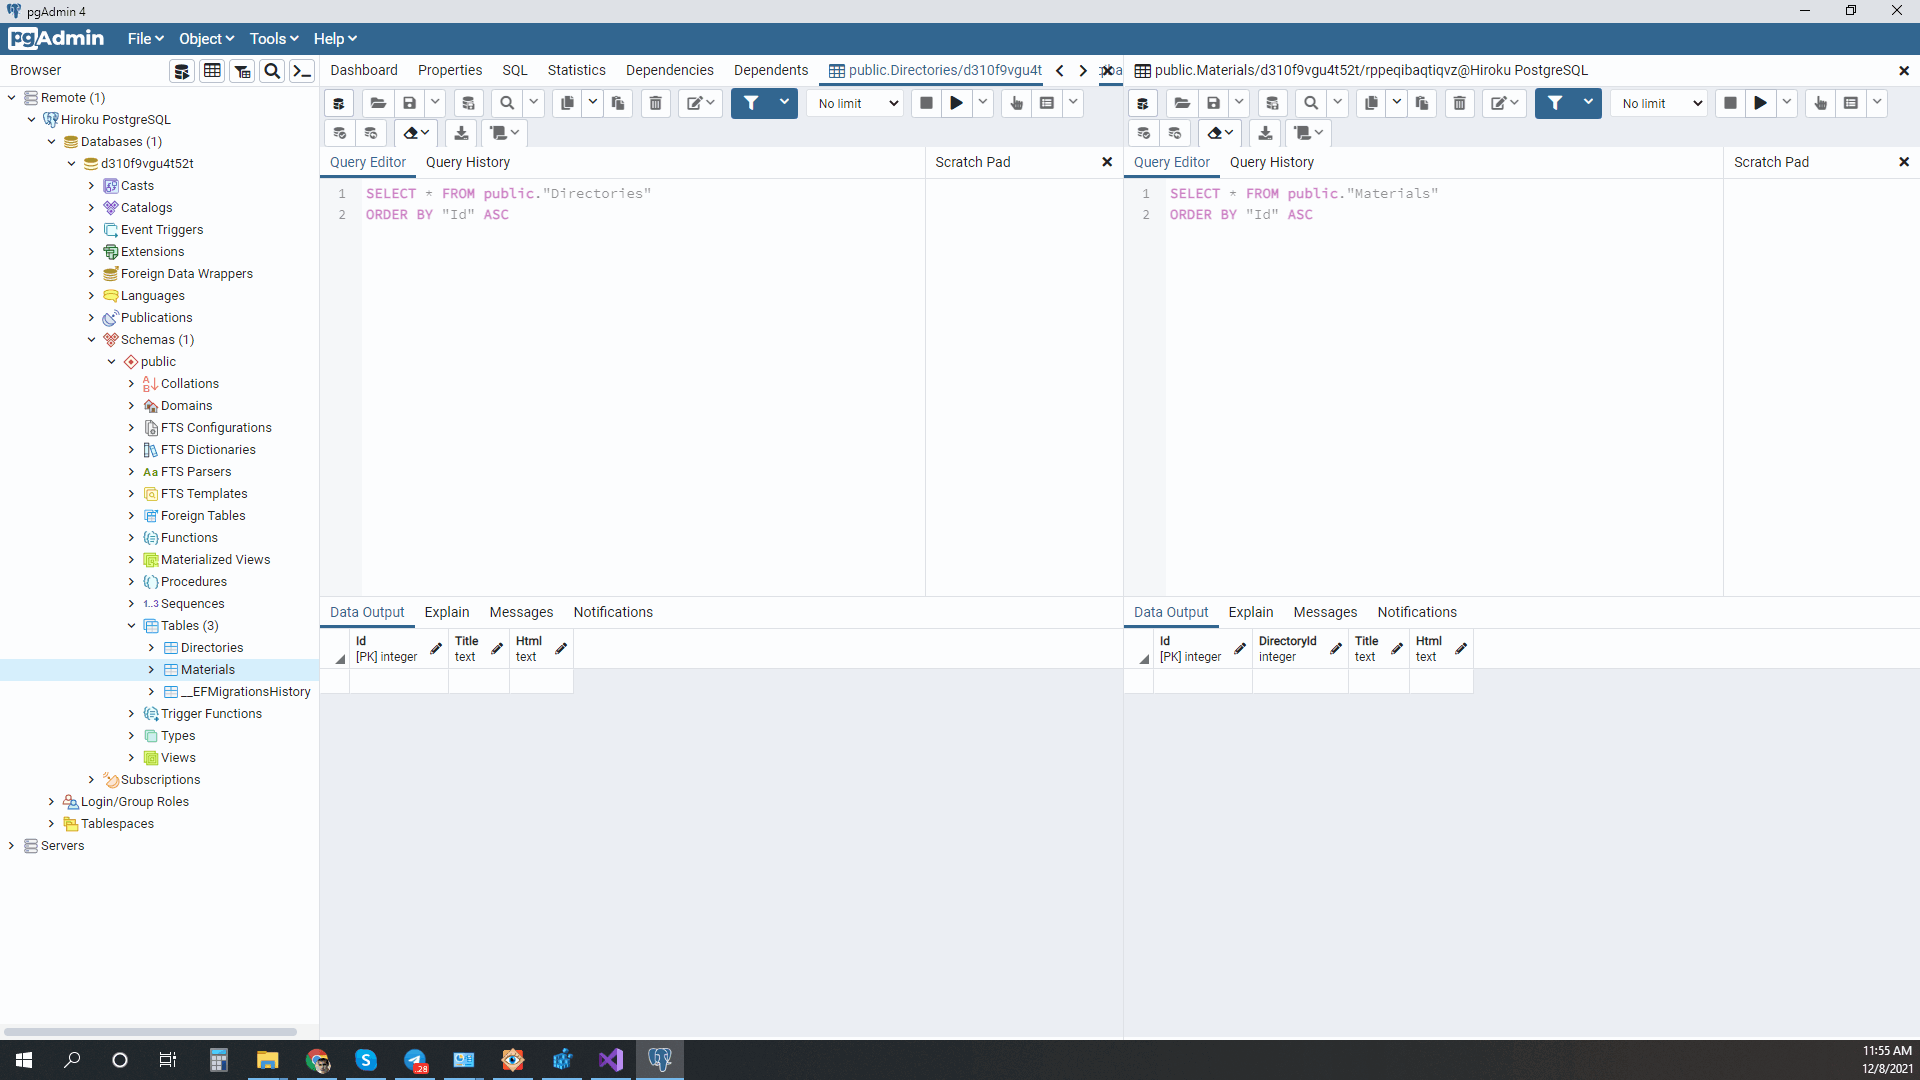 pgAdmin 4
pgAdmin File Object Tools Help
Browser
Remote (1)
Hiroku PostgreSQL
Databases (1)
d310f9vgu4t52t
Casts
Catalogs
Event Triggers
Extensions
Foreign Data Wrappers
Languages
Publications
Schemas (1)
public
Collations
Domains
FTS Configurations
FTS Dictionaries
Aa FTS Parsers
FTS Templates
Foreign Tables
Functions
Materialized Views
Procedures
1..3 Sequences
Tables (3)
Directories
Materials
__EFMigrationsHistory
Trigger Functions
Types
Views
Subscriptions
Login/Group Roles
Tablespaces
Servers
Dashboard Properties SQL Statistics Dependencies Dependents public.Directories/d310f9vgu4t
No limit
Query Editor Query History Scratch Pad
1 SELECT * FROM public."Directories"
2 ORDER BY "Id" ASC
Data Output Explain Messages Notifications
Id Title Html
[PK] integer text text
public.Materials/d310f9vgu4t52t/rppeqibaqtiqvz@Hiroku PostgreSQL
No limit
Query Editor Query History Scratch Pad
1 SELECT * FROM public."Materials"
2 ORDER BY "Id" ASC
Data Output Explain Messages Notifications
Id DirectoryId Title Html
[PK] integer integer text text
28
11:55 AM
12/8/2021